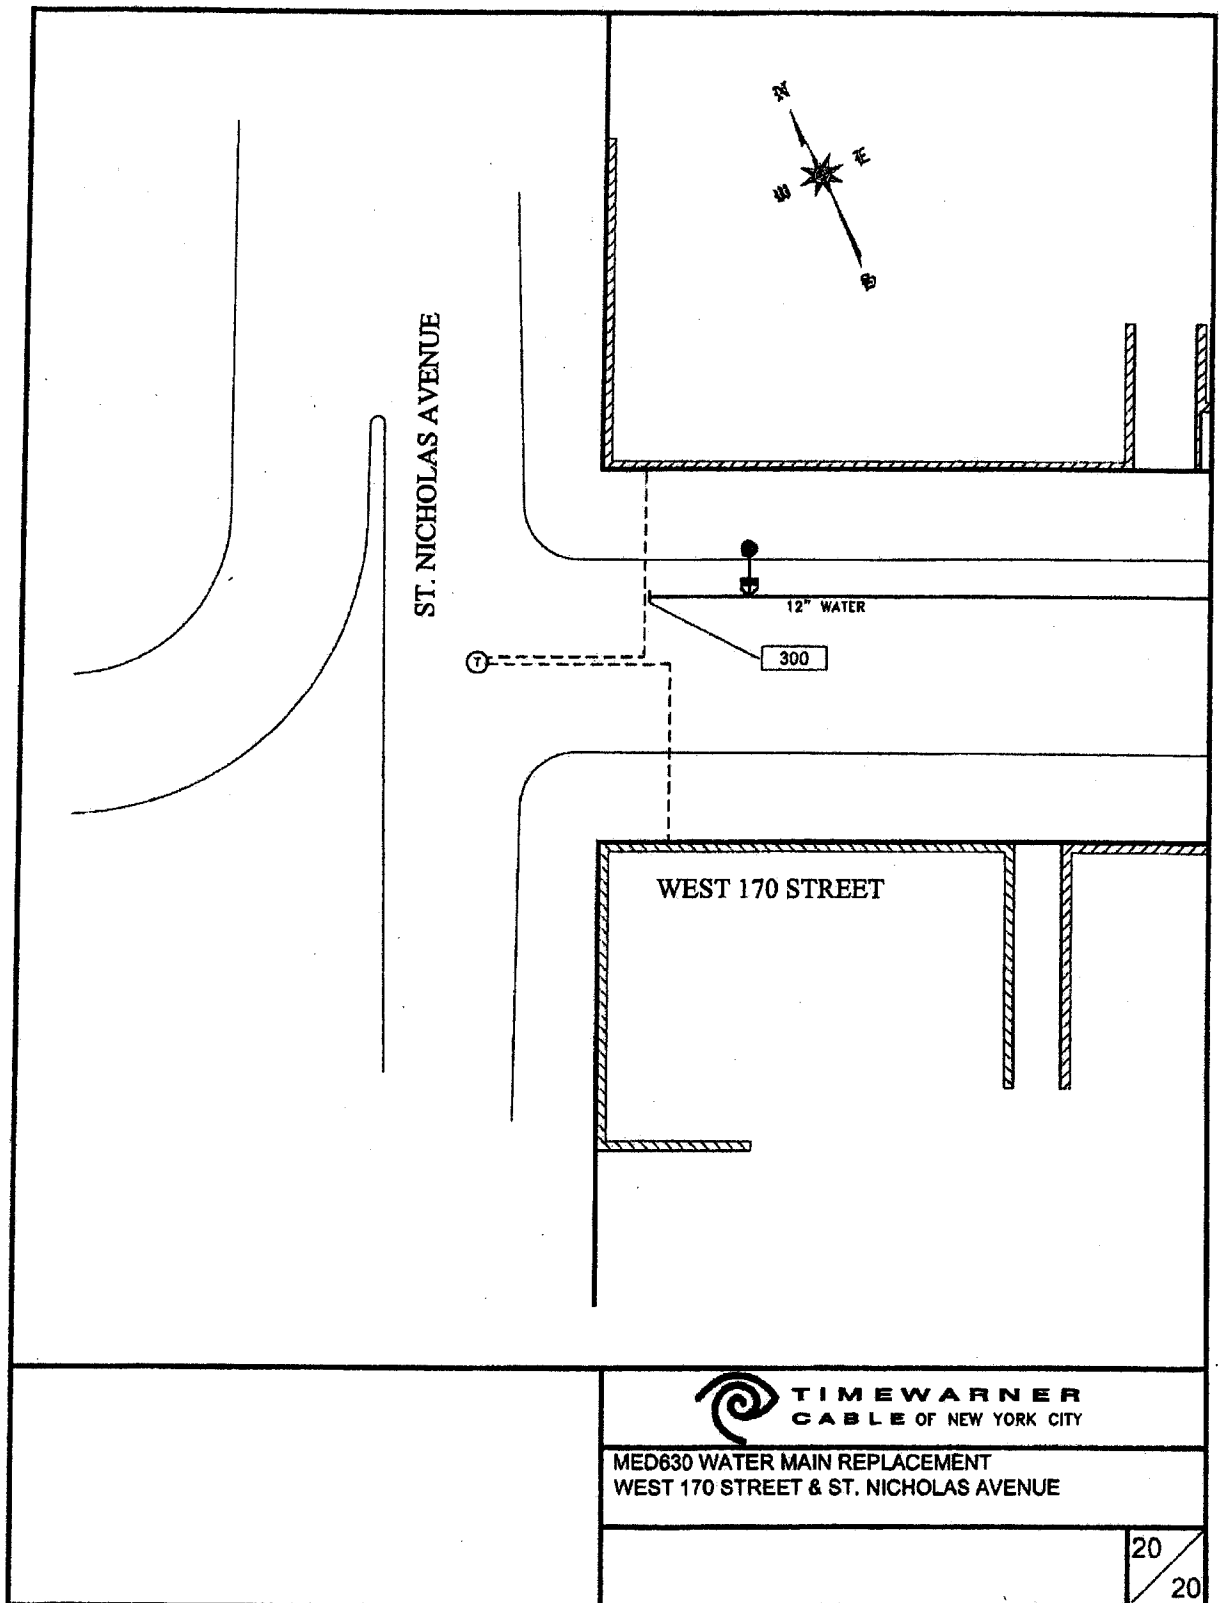 N
E
W
S
ST. NICHOLAS AVENUE
12" WATER
300
T
WEST 170 STREET
TIMEWARNER
CABLE OF NEW YORK CITY
MED630 WATER MAIN REPLACEMENT
WEST 170 STREET & ST. NICHOLAS AVENUE
20
20